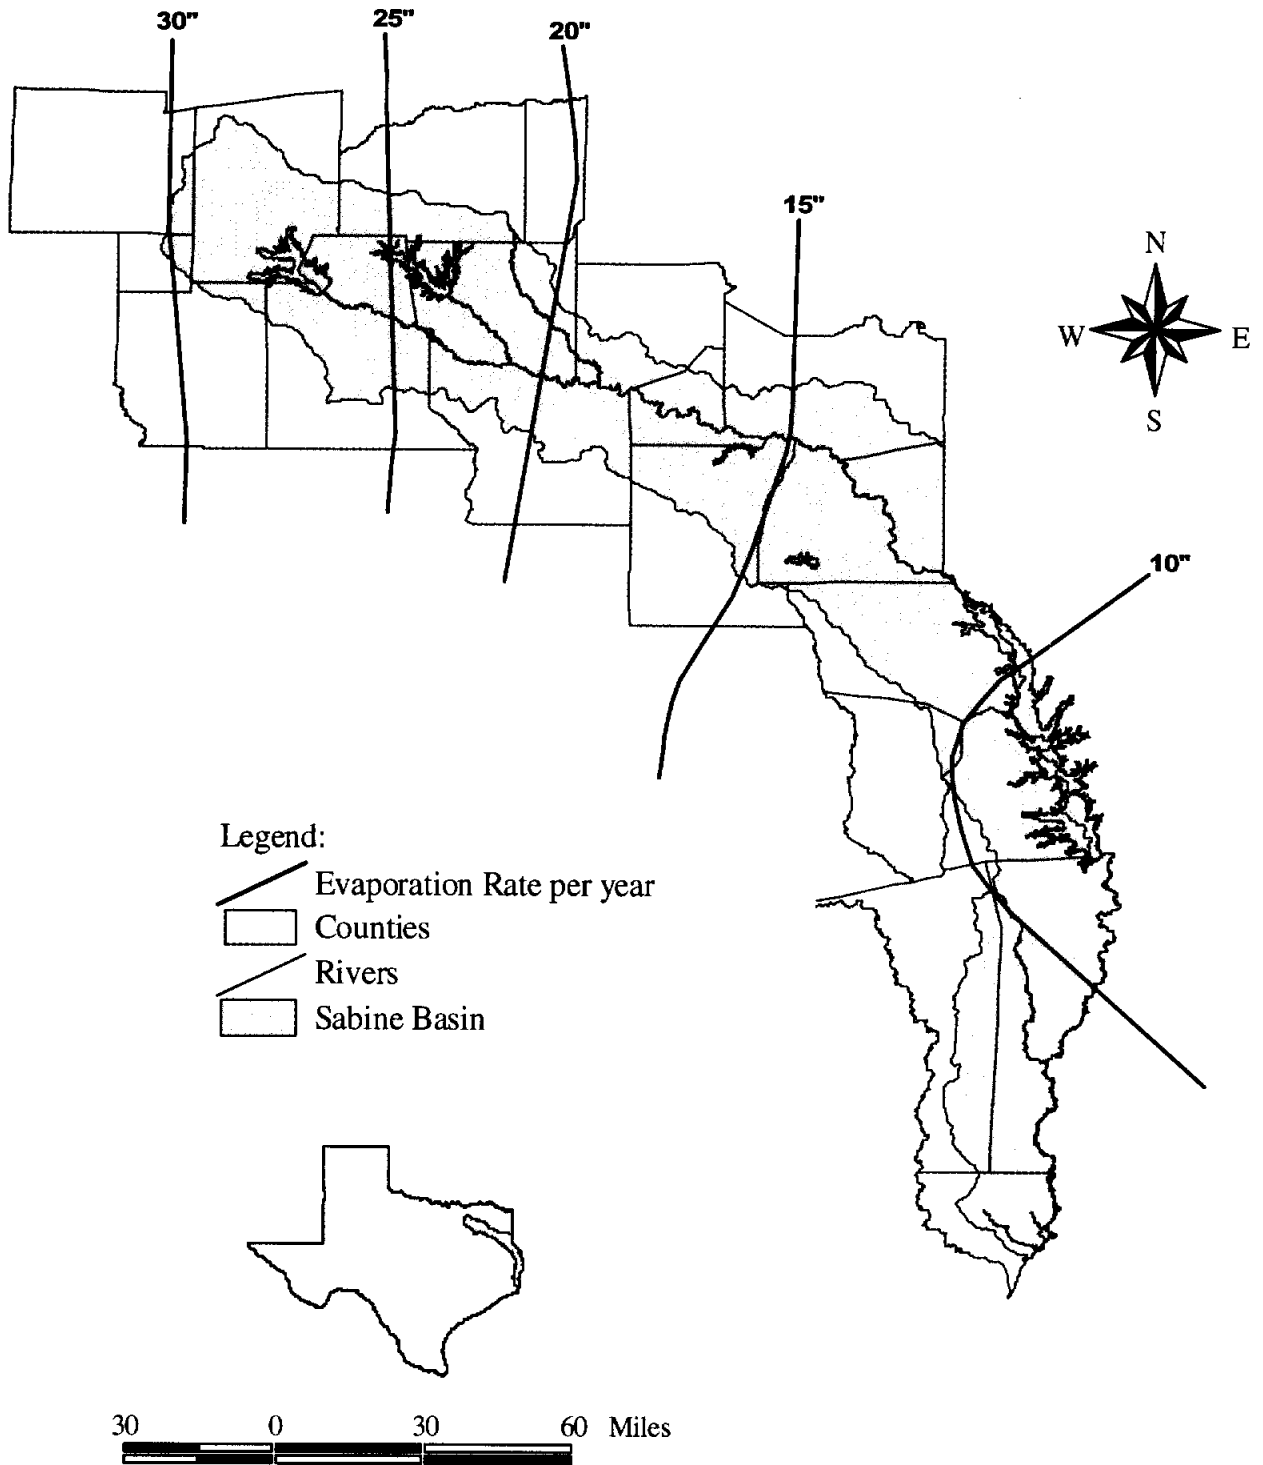 30"
25"
20"
15"
N
W
E
S
10"
Legend:
Evaporation Rate per year
Counties
Rivers
Sabine Basin
30 0 30 60 Miles